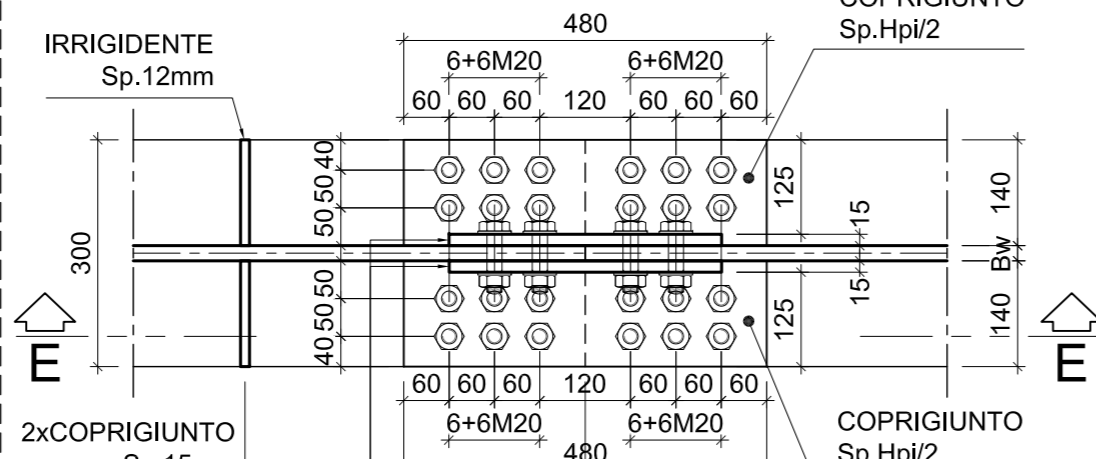 COPRIGIUNTO
Sp.Hpi/2
480
IRRIGIDENTE
Sp.12mm
6+6M20 6+6M20
60 60 60 120 60 60 60
300
40
50
50
50
50
40
125
125
15
15
140
Bw
140
E E
60 60 60 120 60 60 60
6+6M20 6+6M20
480
2xCOPRIGIUNTO
COPRIGIUNTO
Sp.Hpi/2